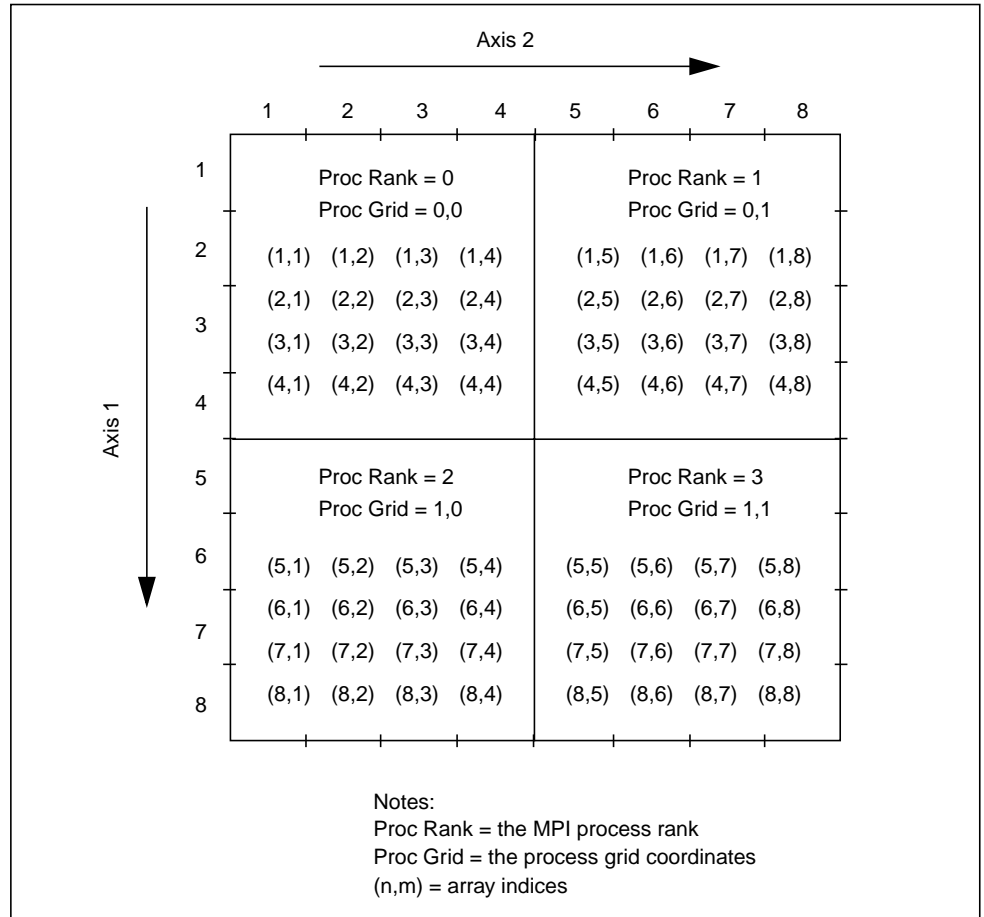 Axis 2
1 2 3 4 5 6 7 8
1
Proc Rank = 0 Proc Rank = 1
Proc Grid = 0,0 Proc Grid = 0,1
2
(1,1) (1,2) (1,3) (1,4) (1,5) (1,6) (1,7) (1,8)
(2,1) (2,2) (2,3) (2,4) (2,5) (2,6) (2,7) (2,8)
3
(3,1) (3,2) (3,3) (3,4) (3,5) (3,6) (3,7) (3,8)
(4,1) (4,2) (4,3) (4,4) (4,5) (4,6) (4,7) (4,8)
4
Axis 1
5
Proc Rank = 2 Proc Rank = 3
Proc Grid = 1,0 Proc Grid = 1,1
6
(5,1) (5,2) (5,3) (5,4) (5,5) (5,6) (5,7) (5,8)
(6,1) (6,2) (6,3) (6,4) (6,5) (6,6) (6,7) (6,8)
7
(7,1) (7,2) (7,3) (7,4) (7,5) (7,6) (7,7) (7,8)
(8,1) (8,2) (8,3) (8,4) (8,5) (8,6) (8,7) (8,8)
8
Notes:
Proc Rank = the MPI process rank
Proc Grid = the process grid coordinates
(n,m) = array indices